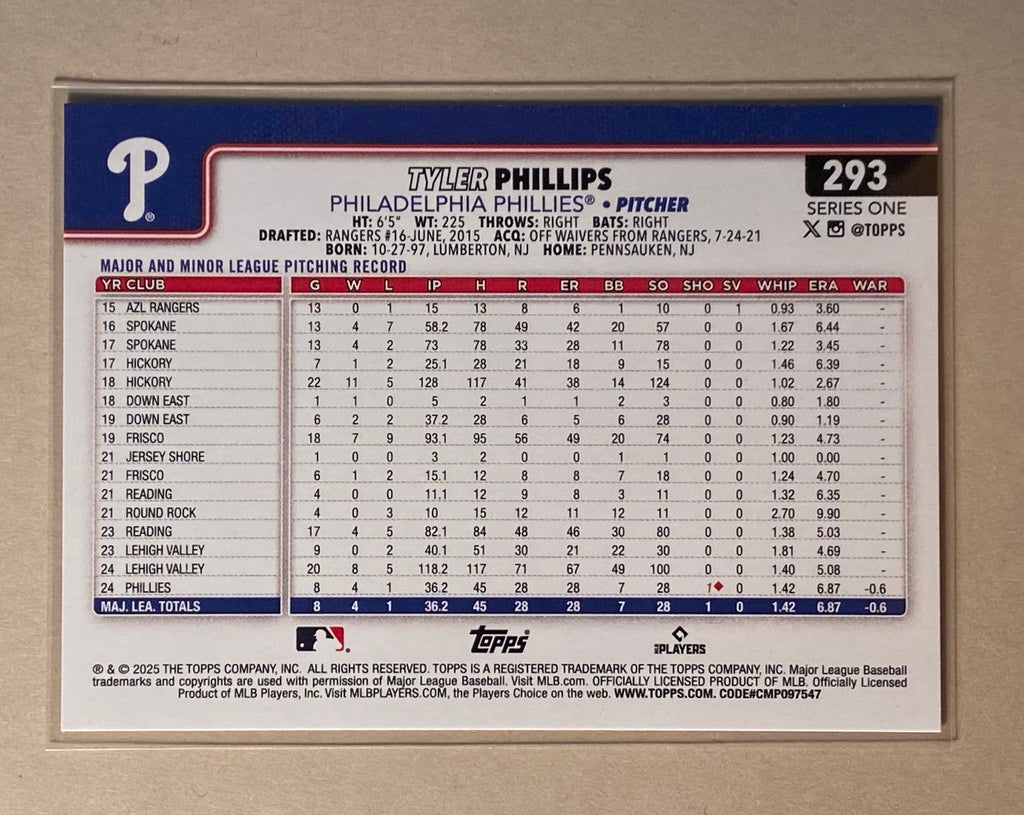 P®
TYLER PHILLIPS
293
PHILADELPHIA PHILLIES® • PITCHER
SERIES ONE
HT: 6'5" WT: 225 THROWS: RIGHT BATS: RIGHT
DRAFTED: RANGERS #16-JUNE, 2015 ACQ: OFF WAIVERS FROM RANGERS, 7-24-21
X @TOPPS
BORN: 10-27-97, LUMBERTON, NJ HOME: PENNSAUKEN, NJ
MAJOR AND MINOR LEAGUE PITCHING RECORD
YR CLUB G W L IP H R ER BB SO SHO SV WHIP ERA WAR
15 AZL RANGERS 13 0 1 15 13 8 6 1 10 0 1 0.93 3.60 -
16 SPOKANE 13 4 7 58.2 78 49 42 20 57 0 0 1.67 6.44 -
17 SPOKANE 13 4 2 73 78 33 28 11 78 0 0 1.22 3.45 -
17 HICKORY 7 1 2 25.1 28 21 18 9 15 0 0 1.46 6.39 -
18 HICKORY 22 11 5 128 117 41 38 14 124 0 0 1.02 2.67 -
18 DOWN EAST 1 1 0 5 2 1 1 2 3 0 0 0.80 1.80 -
19 DOWN EAST 6 2 2 37.2 28 6 5 6 28 0 0 0.90 1.19 -
19 FRISCO 18 7 9 93.1 95 56 49 20 74 0 0 1.23 4.73 -
21 JERSEY SHORE 1 0 0 3 2 0 0 1 1 0 0 1.00 0.00 -
21 FRISCO 6 1 2 15.1 12 8 8 7 18 0 0 1.24 4.70 -
21 READING 4 0 0 11.1 12 9 8 3 11 0 0 1.32 6.35 -
21 ROUND ROCK 4 0 3 10 15 12 11 12 11 0 0 2.70 9.90 -
23 READING 17 4 5 82.1 84 48 46 30 80 0 0 1.38 5.03 -
23 LEHIGH VALLEY 9 0 2 40.1 51 30 21 22 30 0 0 1.81 4.69 -
24 LEHIGH VALLEY 20 8 5 118.2 117 71 67 49 100 0 0 1.40 5.08 -
24 PHILLIES 8 4 1 36.2 45 28 28 7 28 1♦ 0 1.42 6.87 -0.6
MAJ. LEA. TOTALS 8 4 1 36.2 45 28 28 7 28 1 0 1.42 6.87 -0.6
topps® PLAYERS
® & © 2025 THE TOPPS COMPANY, INC. ALL RIGHTS RESERVED. TOPPS IS A REGISTERED TRADEMARK OF THE TOPPS COMPANY, INC. Major League Baseball
trademarks and copyrights are used with permission of Major League Baseball. Visit MLB.com. OFFICIALLY LICENSED PRODUCT OF MLB. Officially Licensed
Product of MLB Players, Inc. Visit MLBPLAYERS.COM, the Players Choice on the web. WWW.TOPPS.COM. CODE#CMP097547